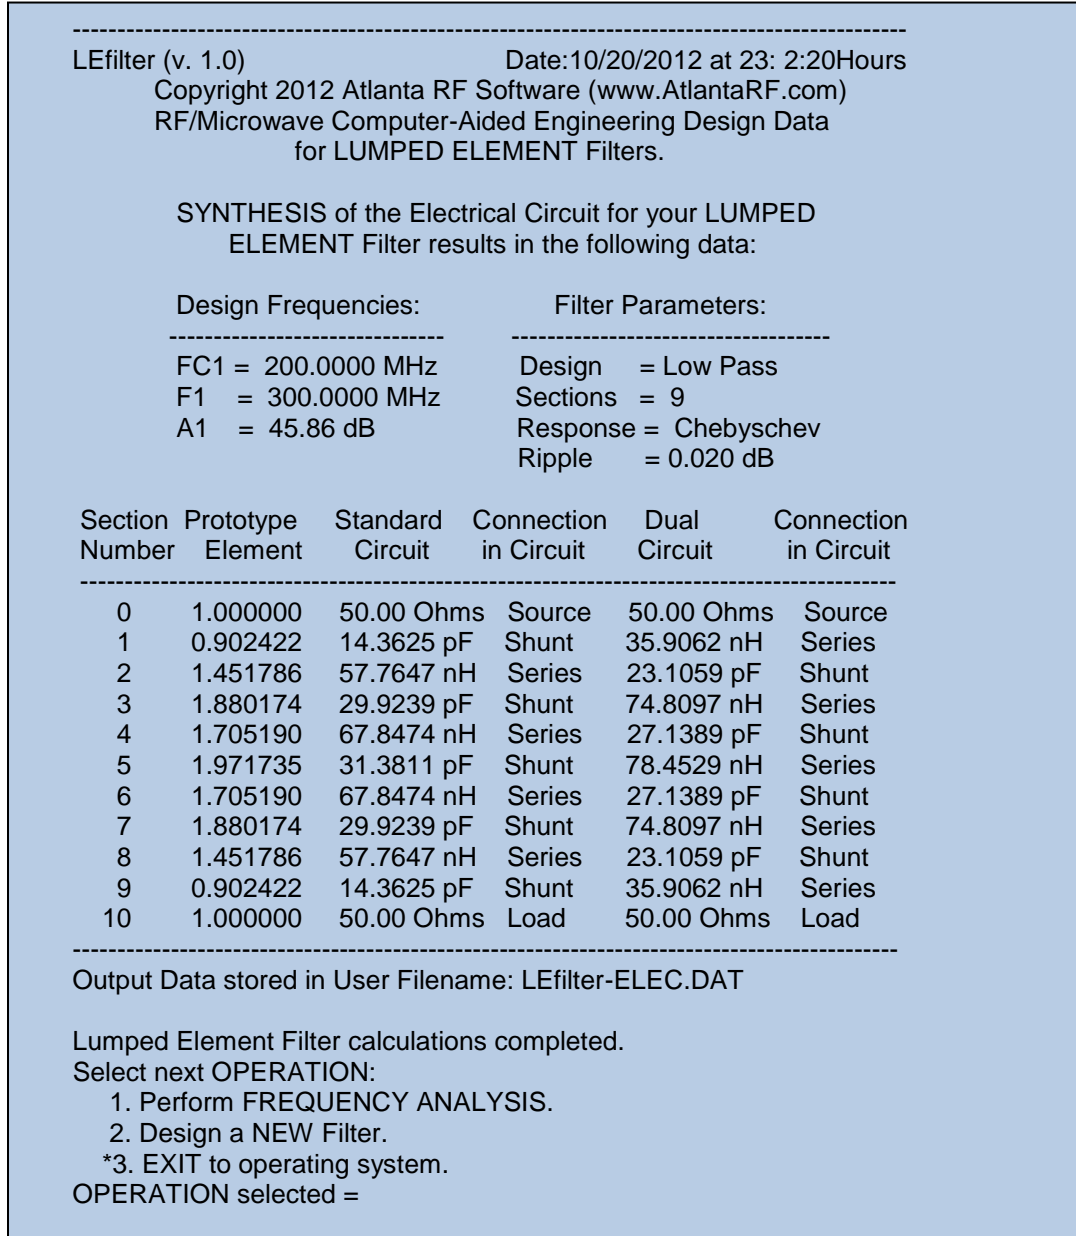 ---------------------------------------------------------------------------------------------
LEfilter (v. 1.0) Date:10/20/2012 at 23: 2:20Hours
Copyright 2012 Atlanta RF Software (www.AtlantaRF.com)
RF/Microwave Computer-Aided Engineering Design Data
for LUMPED ELEMENT Filters.
SYNTHESIS of the Electrical Circuit for your LUMPED
ELEMENT Filter results in the following data:
Design Frequencies: Filter Parameters:
------------------------------- ------------------------------------
FC1 = 200.0000 MHz Design = Low Pass
F1 = 300.0000 MHz Sections = 9
A1 = 45.86 dB Response = Chebyschev
Ripple = 0.020 dB
Section Prototype Standard Connection Dual Connection
Number Element Circuit in Circuit Circuit in Circuit
-------------------------------------------------------------------------------------------
0 1.000000 50.00 Ohms Source 50.00 Ohms Source
1 0.902422 14.3625 pF Shunt 35.9062 nH Series
2 1.451786 57.7647 nH Series 23.1059 pF Shunt
3 1.880174 29.9239 pF Shunt 74.8097 nH Series
4 1.705190 67.8474 nH Series 27.1389 pF Shunt
5 1.971735 31.3811 pF Shunt 78.4529 nH Series
6 1.705190 67.8474 nH Series 27.1389 pF Shunt
7 1.880174 29.9239 pF Shunt 74.8097 nH Series
8 1.451786 57.7647 nH Series 23.1059 pF Shunt
9 0.902422 14.3625 pF Shunt 35.9062 nH Series
10 1.000000 50.00 Ohms Load 50.00 Ohms Load
--------------------------------------------------------------------------------------------
Output Data stored in User Filename: LEfilter-ELEC.DAT
Lumped Element Filter calculations completed.
Select next OPERATION:
1. Perform FREQUENCY ANALYSIS.
2. Design a NEW Filter.
*3. EXIT to operating system.
OPERATION selected =